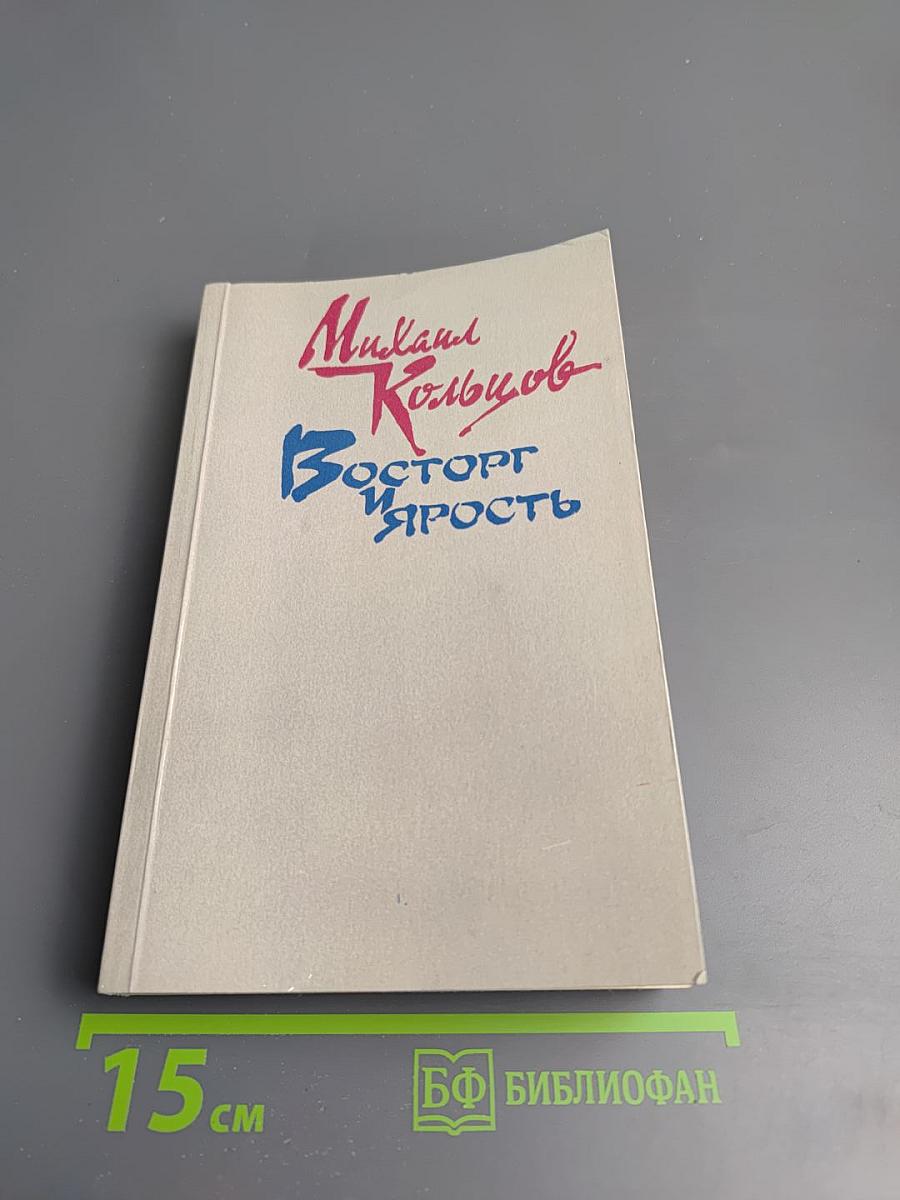 Михаил
Кольцов
Восторг
и
ярость
15 см
БФ БИБЛИОФАН